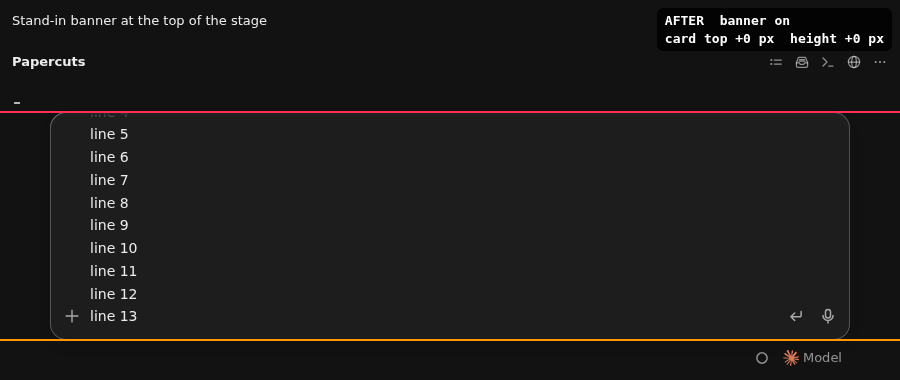 Stand-in banner at the top of the stage
AFTER banner on
card top +0 px height +0 px
Papercuts
line 5
line 6
line 7
line 8
line 9
line 10
line 11
line 12
line 13
Model